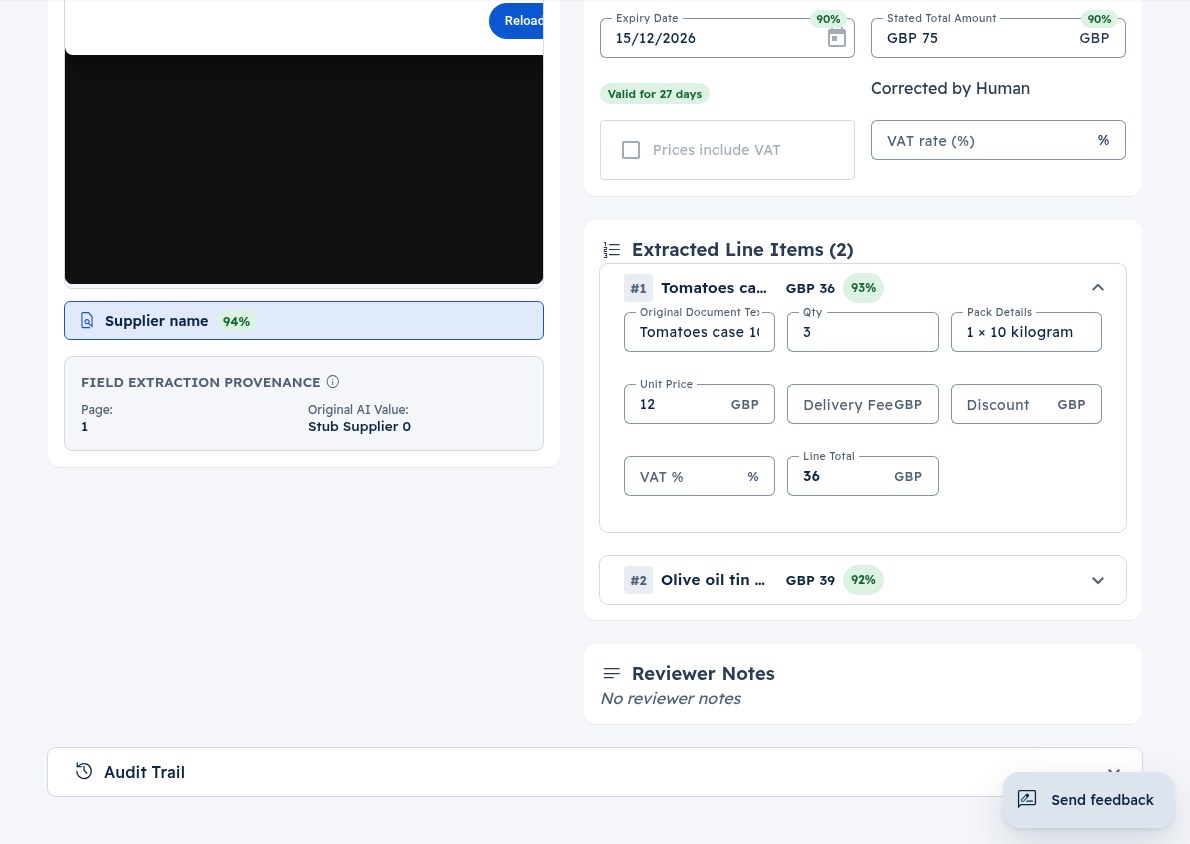 Reload
Supplier name 94%
FIELD EXTRACTION PROVENANCE
Page:
1
Original AI Value:
Stub Supplier 0
Expiry Date 90%
15/12/2026
Stated Total Amount 90%
GBP 75 GBP
Valid for 27 days
Corrected by Human
Prices include VAT
VAT rate (%) %
Extracted Line Items (2)
#1 Tomatoes ca... GBP 36 93%
Original Document Tex
Tomatoes case 10
Qty
3
Pack Details
1 × 10 kilogram
Unit Price
12 GBP
Delivery Fee GBP
Discount GBP
VAT % %
Line Total
36 GBP
#2 Olive oil tin ... GBP 39 92%
Reviewer Notes
No reviewer notes
Audit Trail
Send feedback